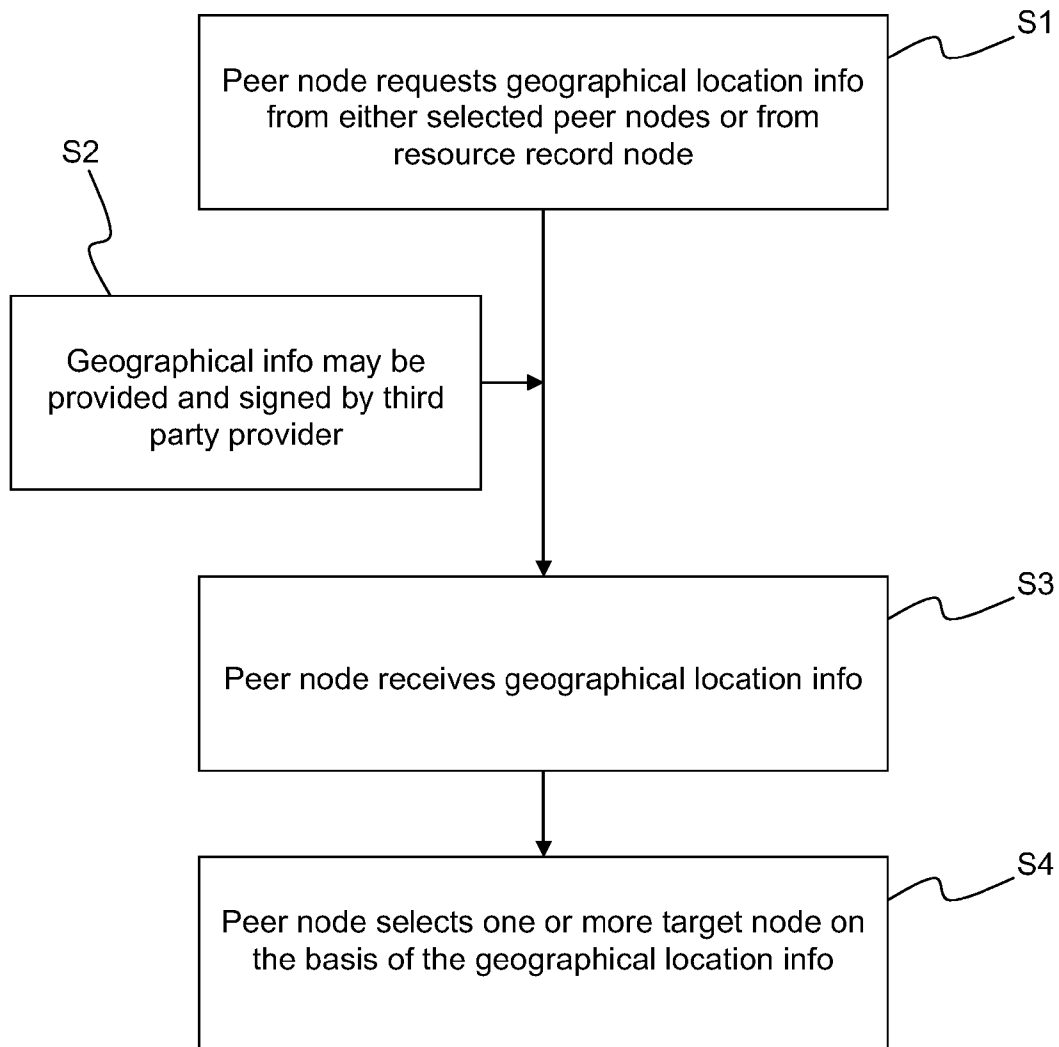 S1
Peer node requests geographical location info
from either selected peer nodes or from
resource record node
S2
Geographical info may be
provided and signed by third
party provider
S3
Peer node receives geographical location info
S4
Peer node selects one or more target node on
the basis of the geographical location info